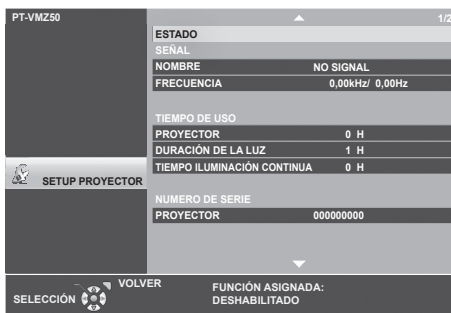 PT-VMZ50
1/2
ESTADO
SEÑAL
NOMBRE NO SIGNAL
FRECUENCIA 0,00kHz/ 0,00Hz
TIEMPO DE USO
PROYECTOR 0 H
DURACIÓN DE LA LUZ 1 H
TIEMPO ILUMINACIÓN CONTINUA 0 H
SETUP PROYECTOR
NUMERO DE SERIE
PROYECTOR 000000000
VOLVER
SELECCIÓN
FUNCIÓN ASIGNADA:
DESHABILITADO